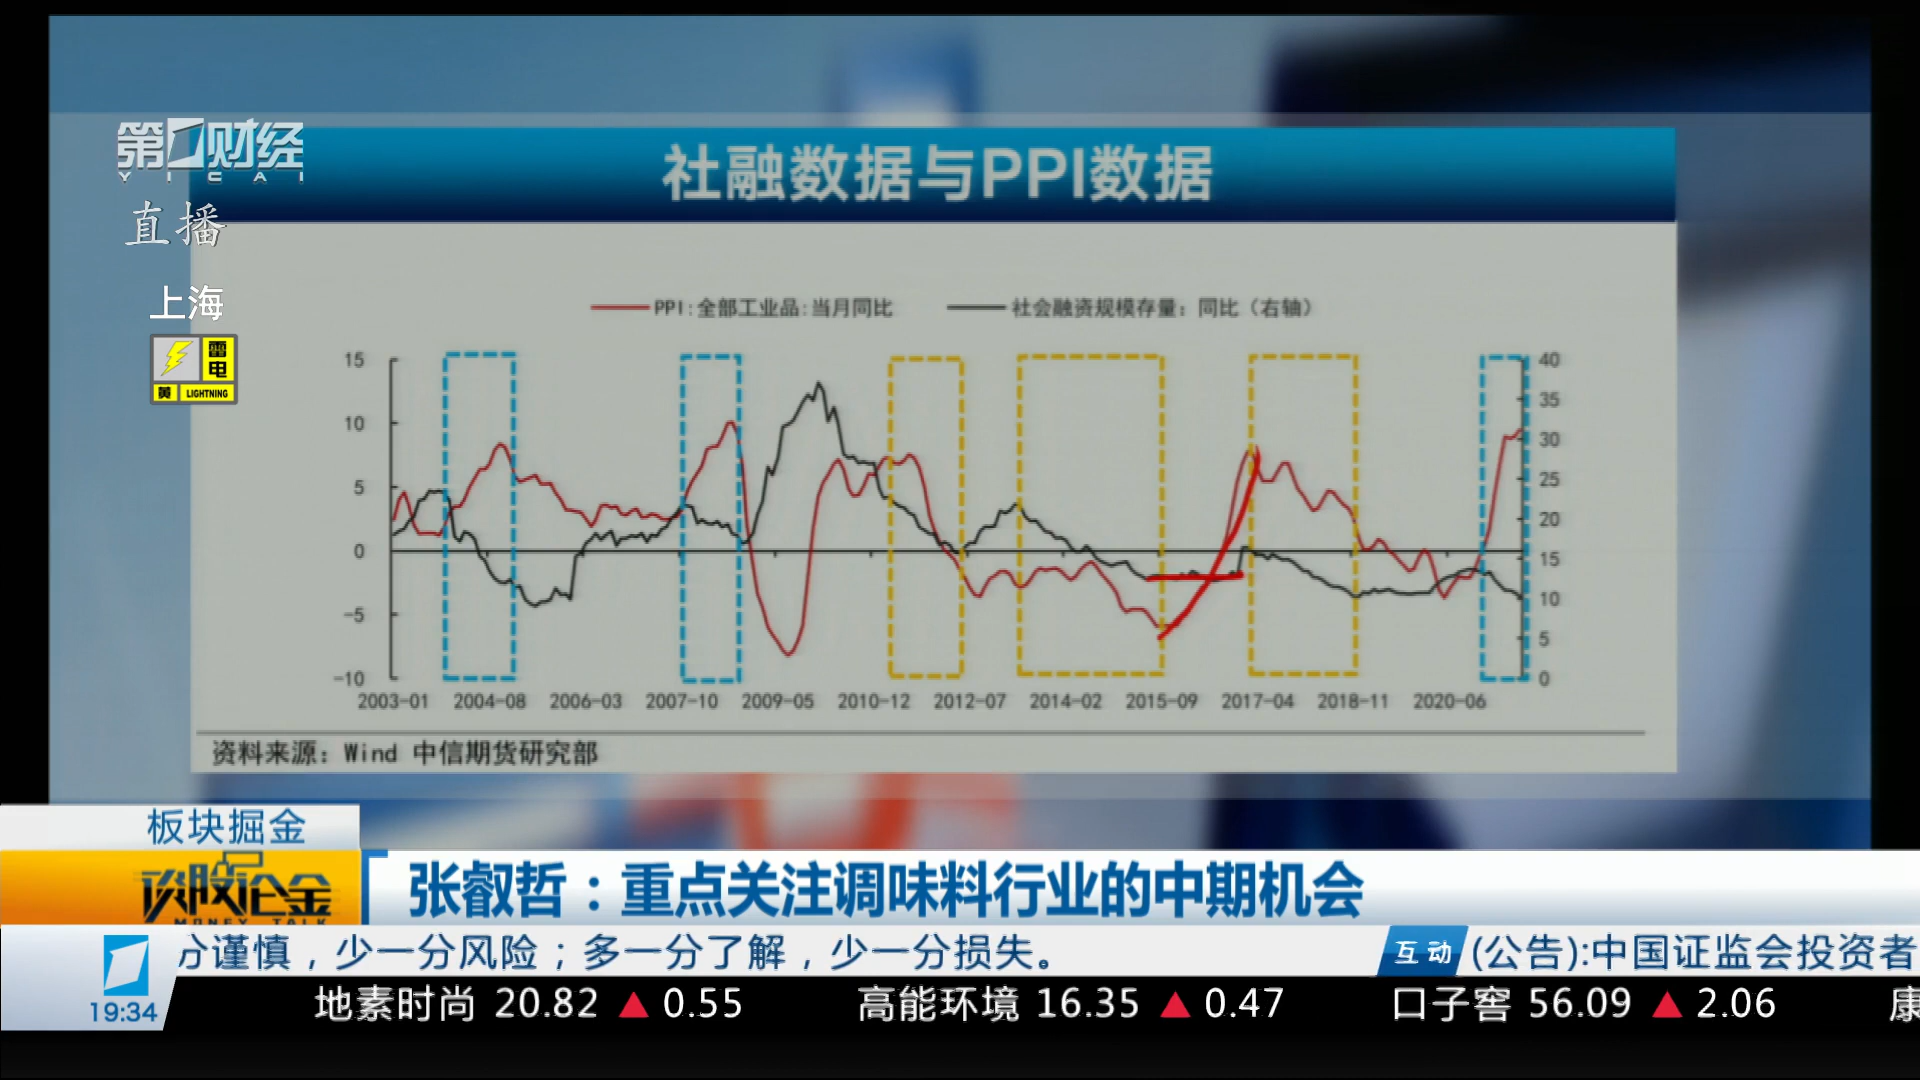 第1财经
YICAI
直播
上海
雷电
黄 LIGHTNING
社融数据与PPI数据
PPI:全部工业品:当月同比
社会融资规模存量：同比（右轴）
15
10
5
0
-5
-10
40
35
30
25
20
15
10
5
0
2003-01 2004-08 2006-03 2007-10 2009-05 2010-12 2012-07 2014-02 2015-09 2017-04 2018-11 2020-06
资料来源：Wind 中信期货研究部
板块掘金
谈股论金
MONEY TALK
张叡哲：重点关注调味料行业的中期机会
分谨慎，少一分风险；多一分了解，少一分损失。 互动 (公告):中国证监会投资者
19:34
地素时尚 20.82 ▲ 0.55 高能环境 16.35 ▲ 0.47 口子窖 56.09 ▲ 2.06 康